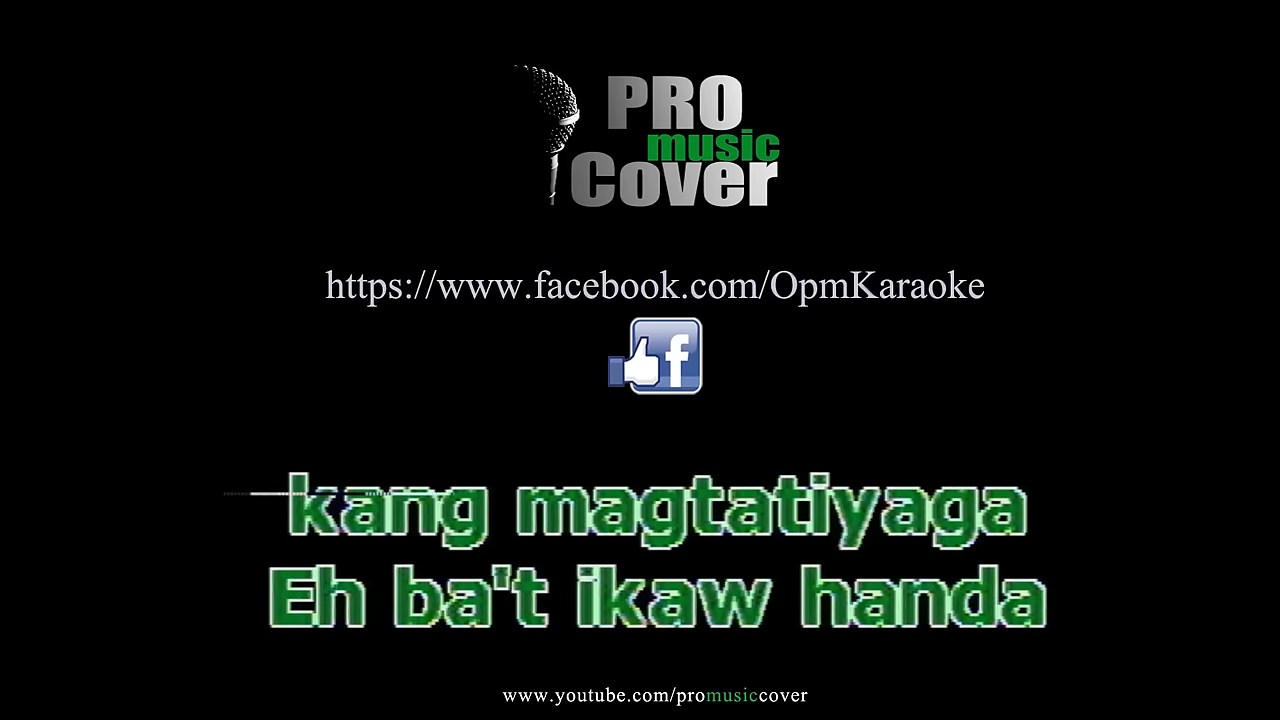 PRO
music
Cover
https://www.facebook.com/OpmKaraoke
f
kang magtatiyaga
Eh ba't ikaw handa
www.youtube.com/promusiccover